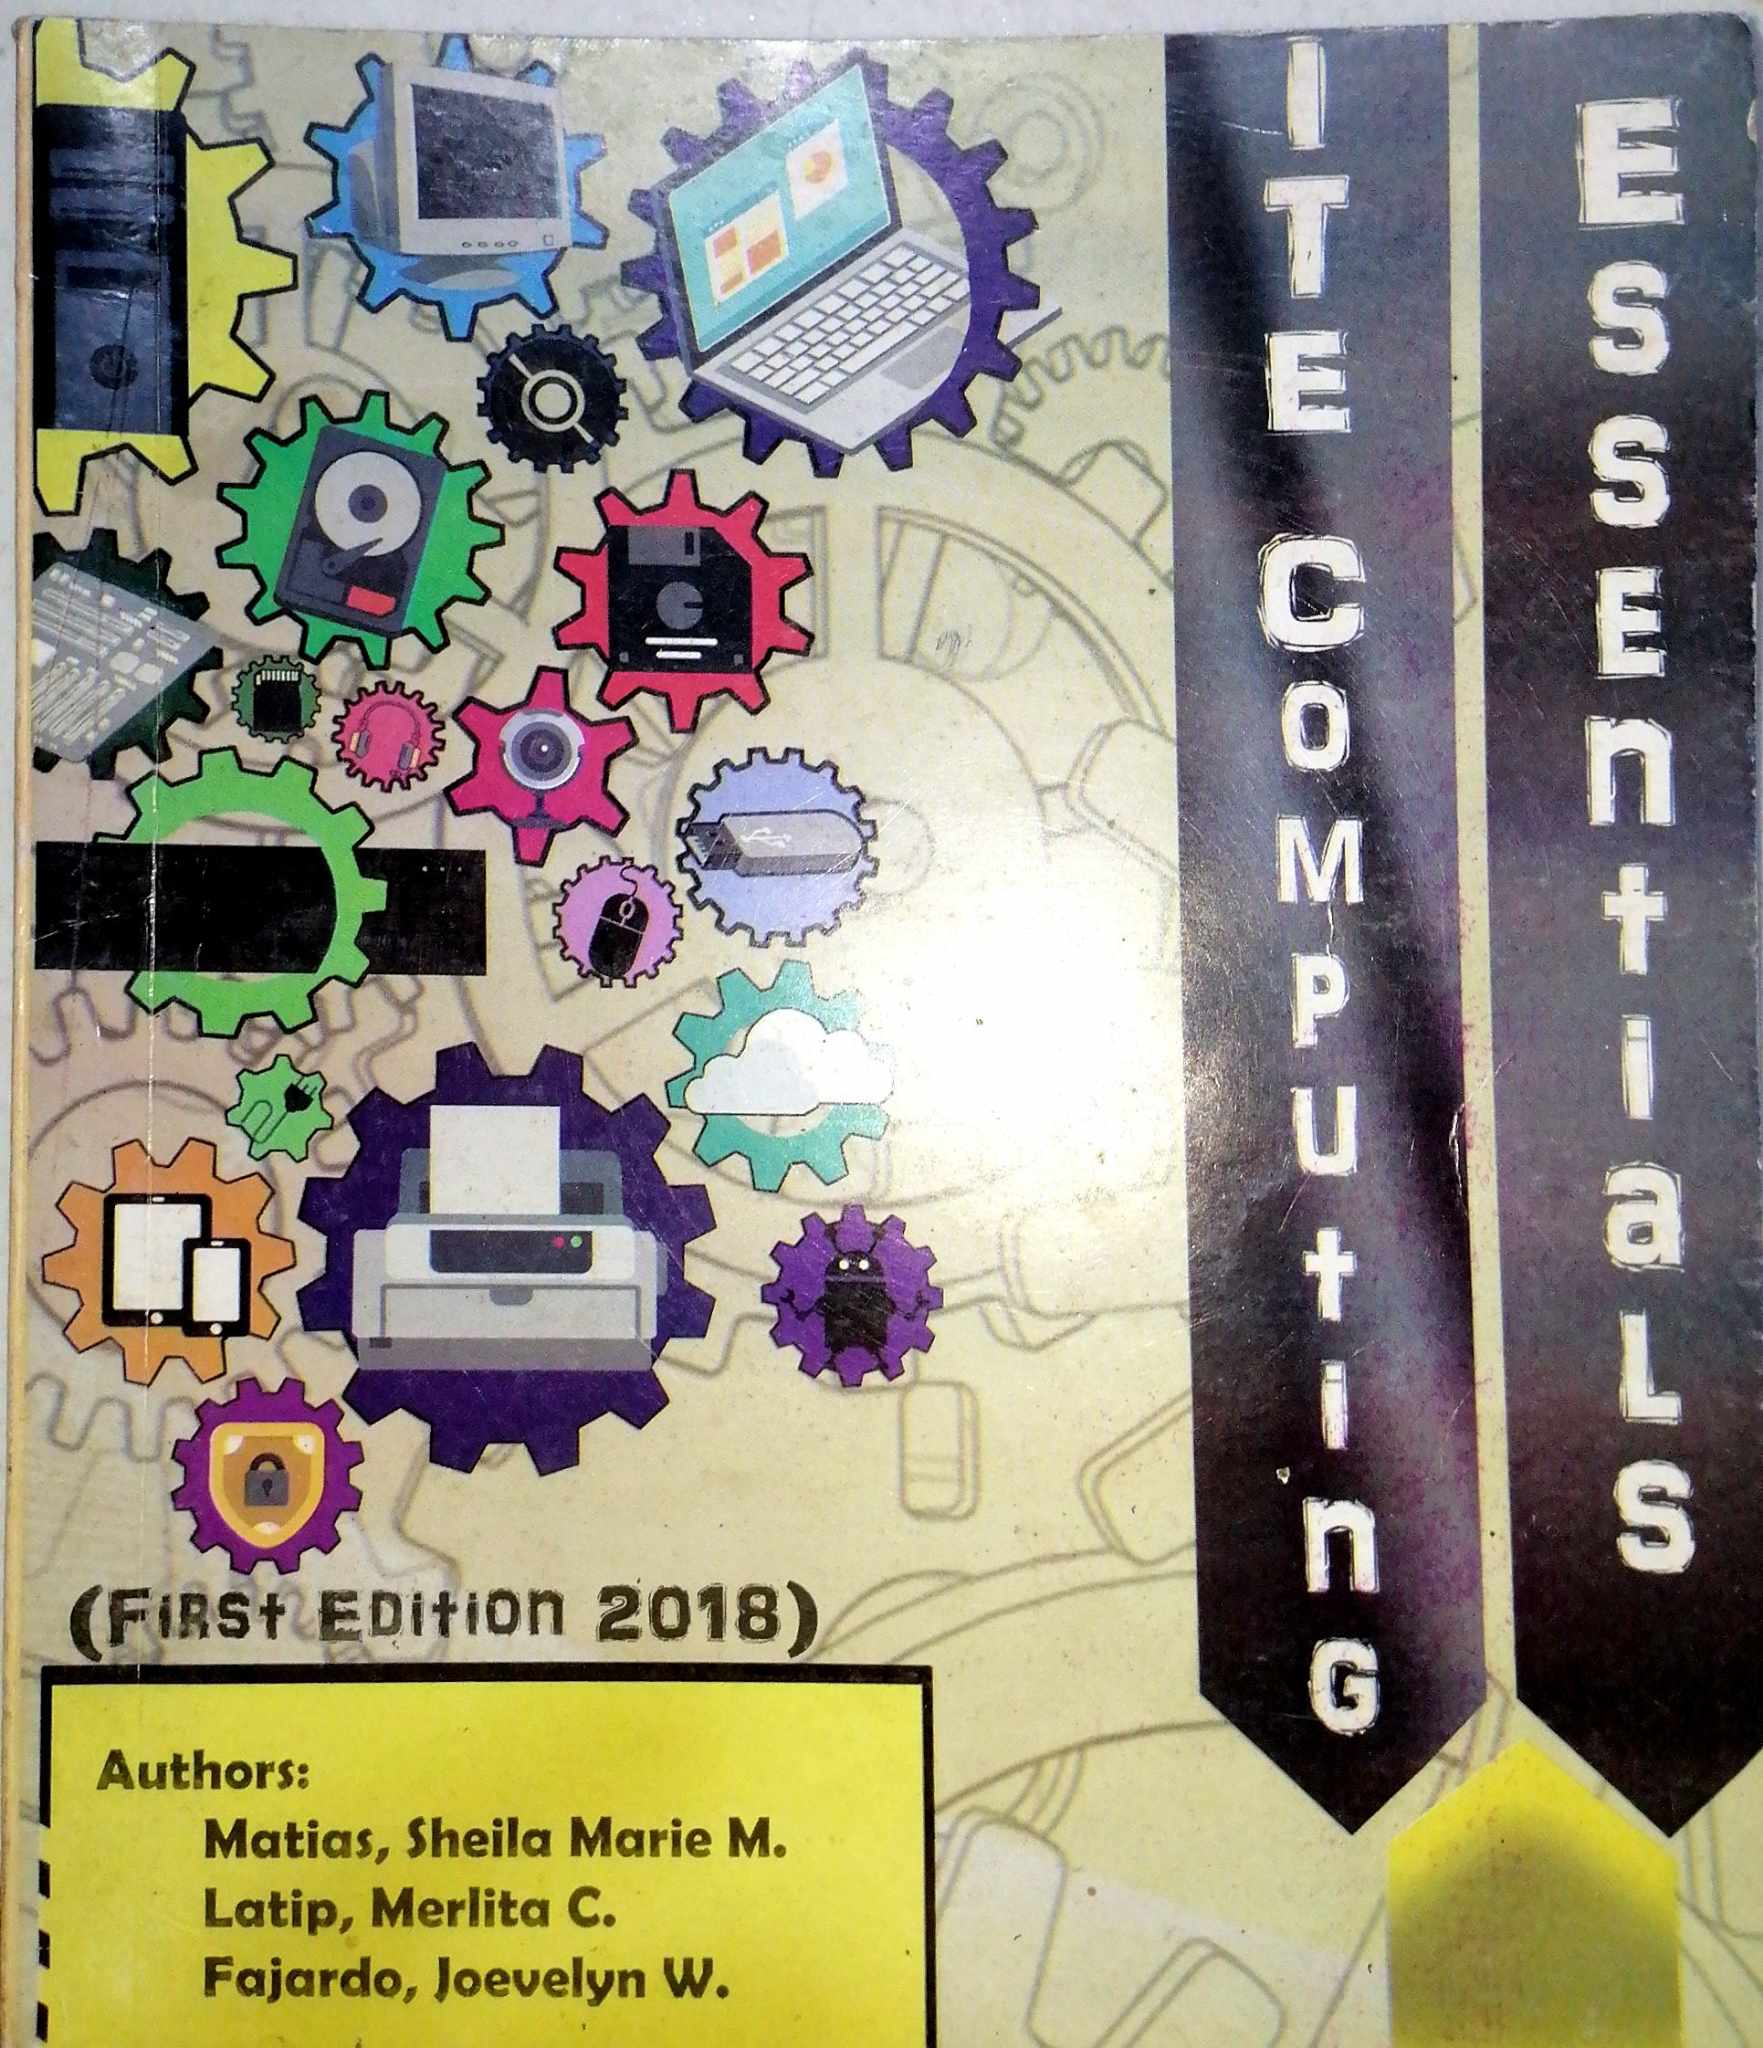 ITE Computing
Essentials
(First Edition 2018)
Authors:
Matias, Sheila Marie M.
Latip, Merlita C.
Fajardo, Joevelyn W.